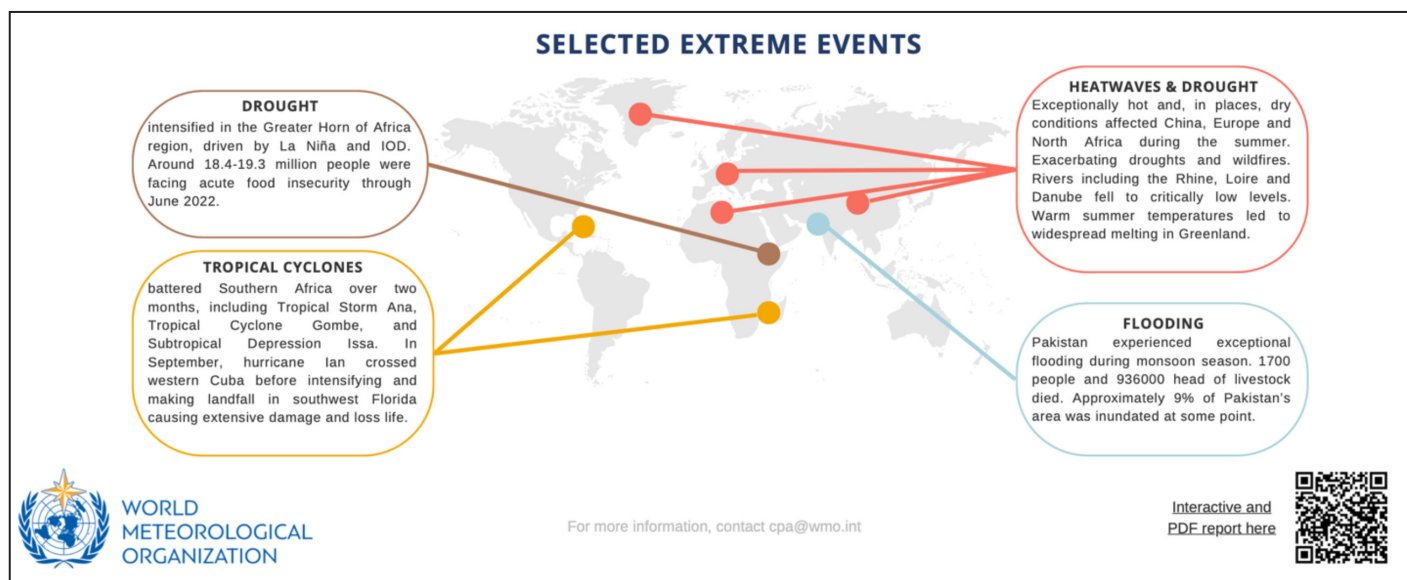 SELECTED EXTREME EVENTS
DROUGHT
intensified in the Greater Horn of Africa
region, driven by La Niña and IOD.
Around 18.4-19.3 million people were
facing acute food insecurity through
June 2022.
TROPICAL CYCLONES
battered Southern Africa over two
months, including Tropical Storm Ana,
Tropical Cyclone Gombe, and
Subtropical Depression Issa. In
September, hurricane Ian crossed
western Cuba before intensifying and
making landfall in southwest Florida
causing extensive damage and loss life.
HEATWAVES & DROUGHT
Exceptionally hot and, in places, dry
conditions affected China, Europe and
North Africa during the summer.
Exacerbating droughts and wildfires.
Rivers including the Rhine, Loire and
Danube fell to critically low levels.
Warm summer temperatures led to
widespread melting in Greenland.
FLOODING
Pakistan experienced exceptional
flooding during monsoon season. 1700
people and 936000 head of livestock
died. Approximately 9% of Pakistan's
area was inundated at some point.
WORLD
METEOROLOGICAL
ORGANIZATION
For more information, contact cpa@wmo.int
Interactive and
PDF report here